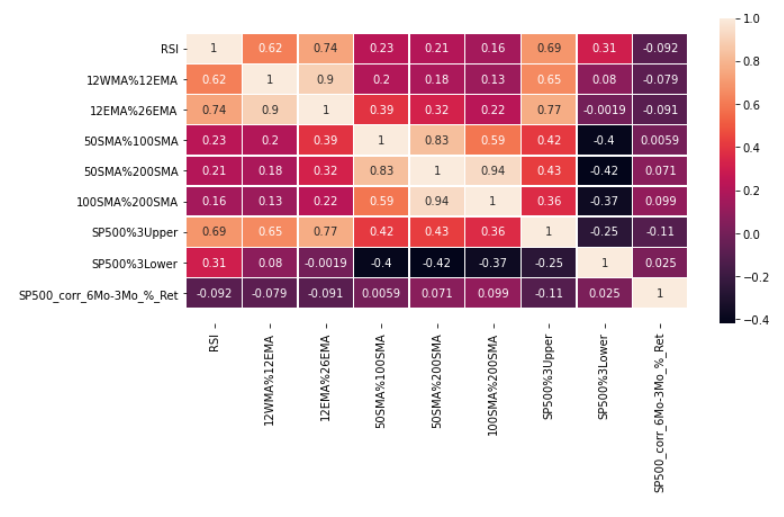 RSI 1 0.62 0.74 0.23 0.21 0.16 0.69 0.31 -0.092
12WMA%12EMA 0.62 1 0.9 0.2 0.18 0.13 0.65 0.08 -0.079
12EMA%26EMA 0.74 0.9 1 0.39 0.32 0.22 0.77 -0.0019 -0.091
50SMA%100SMA 0.23 0.2 0.39 1 0.83 0.59 0.42 -0.4 0.0059
50SMA%200SMA 0.21 0.18 0.32 0.83 1 0.94 0.43 -0.42 0.071
100SMA%200SMA 0.16 0.13 0.22 0.59 0.94 1 0.36 -0.37 0.099
SP500%3Upper 0.69 0.65 0.77 0.42 0.43 0.36 1 -0.25 -0.11
SP500%3Lower 0.31 0.08 -0.0019 -0.4 -0.42 -0.37 -0.25 1 0.025
SP500_corr_6Mo-3Mo_%_Ret -0.092 -0.079 -0.091 0.0059 0.071 0.099 -0.11 0.025 1
RSI
12WMA%12EMA
12EMA%26EMA
50SMA%100SMA
50SMA%200SMA
100SMA%200SMA
SP500%3Upper
SP500%3Lower
SP500_corr_6Mo-3Mo_%_Ret
1.0
0.8
0.6
0.4
0.2
0.0
−0.2
−0.4